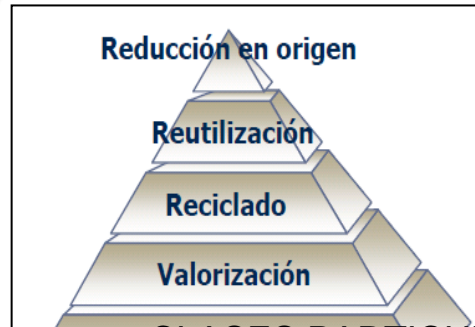 Reducción en origen
Reutilización
Reciclado
Valorización